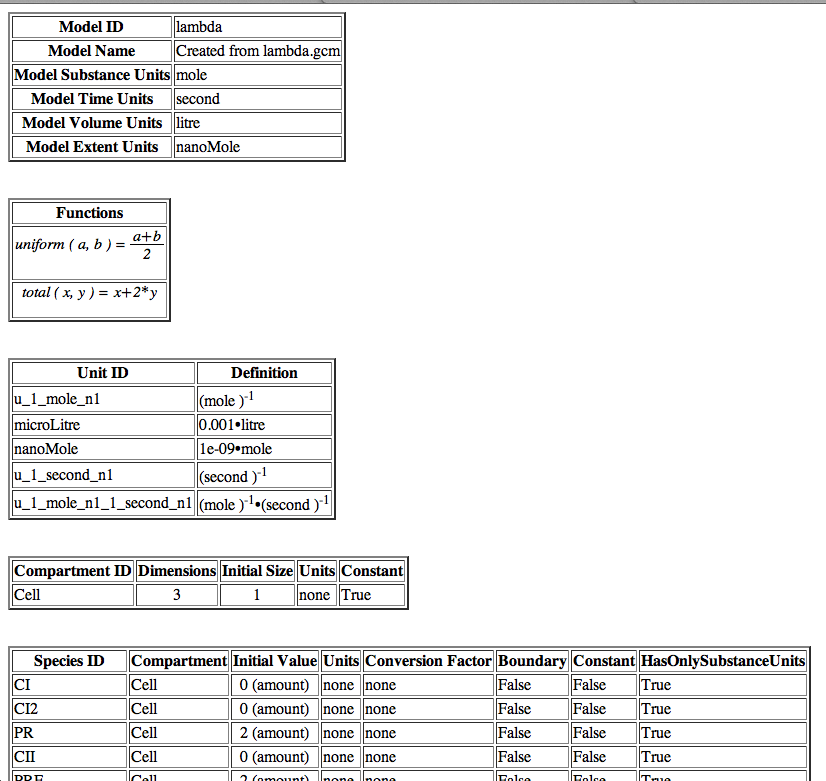 Model ID lambda
Model Name Created from lambda.gcm
Model Substance Units mole
Model Time Units second
Model Volume Units litre
Model Extent Units nanoMole
Functions
uniform ( a, b ) = a+b
2
total ( x, y ) = x+2*y
Unit ID Definition
u_1_mole_n1 (mole )-1
microLitre 0.001•litre
nanoMole 1e-09•mole
u_1_second_n1 (second )-1
u_1_mole_n1_1_second_n1 (mole )-1•(second )-1
Compartment ID Dimensions Initial Size Units Constant
Cell 3 1 none True
Species ID Compartment Initial Value Units Conversion Factor Boundary Constant HasOnlySubstanceUnits
CI Cell 0 (amount) none none False False True
CI2 Cell 0 (amount) none none False False True
PR Cell 2 (amount) none none False False True
CII Cell 0 (amount) none none False False True
PRE Cell 2 (amount) none none False False True